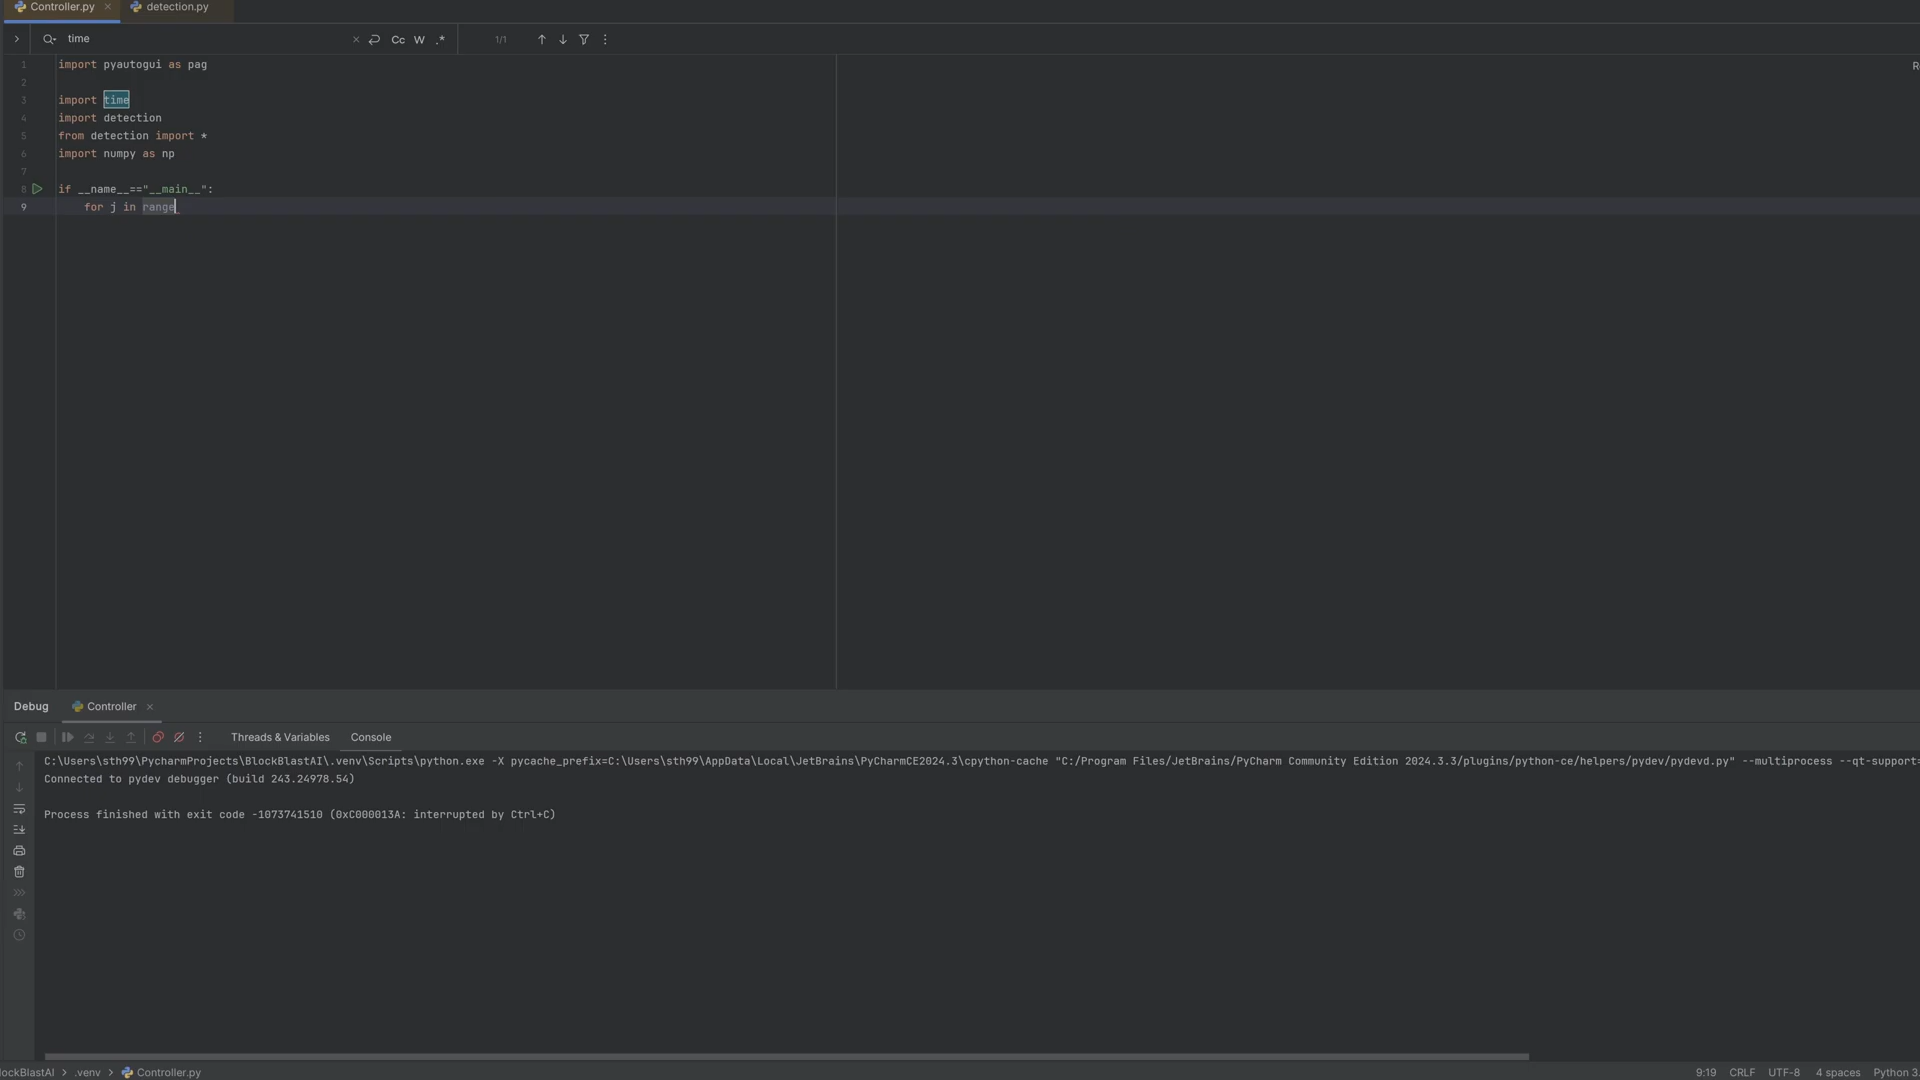 Controller.py
detection.py
time
Cc W .*
1/1
1 import pyautogui as pag
2
3 import time
4 import detection
5 from detection import *
6 import numpy as np
7
8 if __name__=="__main__":
9 for j in range
Debug
Controller
Threads & Variables
Console
C:\Users\sth99\PycharmProjects\BlockBlastAI\.venv\Scripts\python.exe -X pycache_prefix=C:\Users\sth99\AppData\Local\JetBrains\PyCharmCE2024.3\cpython-cache "C:/Program Files/JetBrains/PyCharm Community Edition 2024.3.3/plugins/python-ce/helpers/pydev/pydevd.py" --multiprocess --qt-support=
Connected to pydev debugger (build 243.24978.54)
Process finished with exit code -1073741510 (0xC000013A: interrupted by Ctrl+C)
lockBlastAI > .venv > Controller.py
9:19 CRLF UTF-8 4 spaces Python 3.